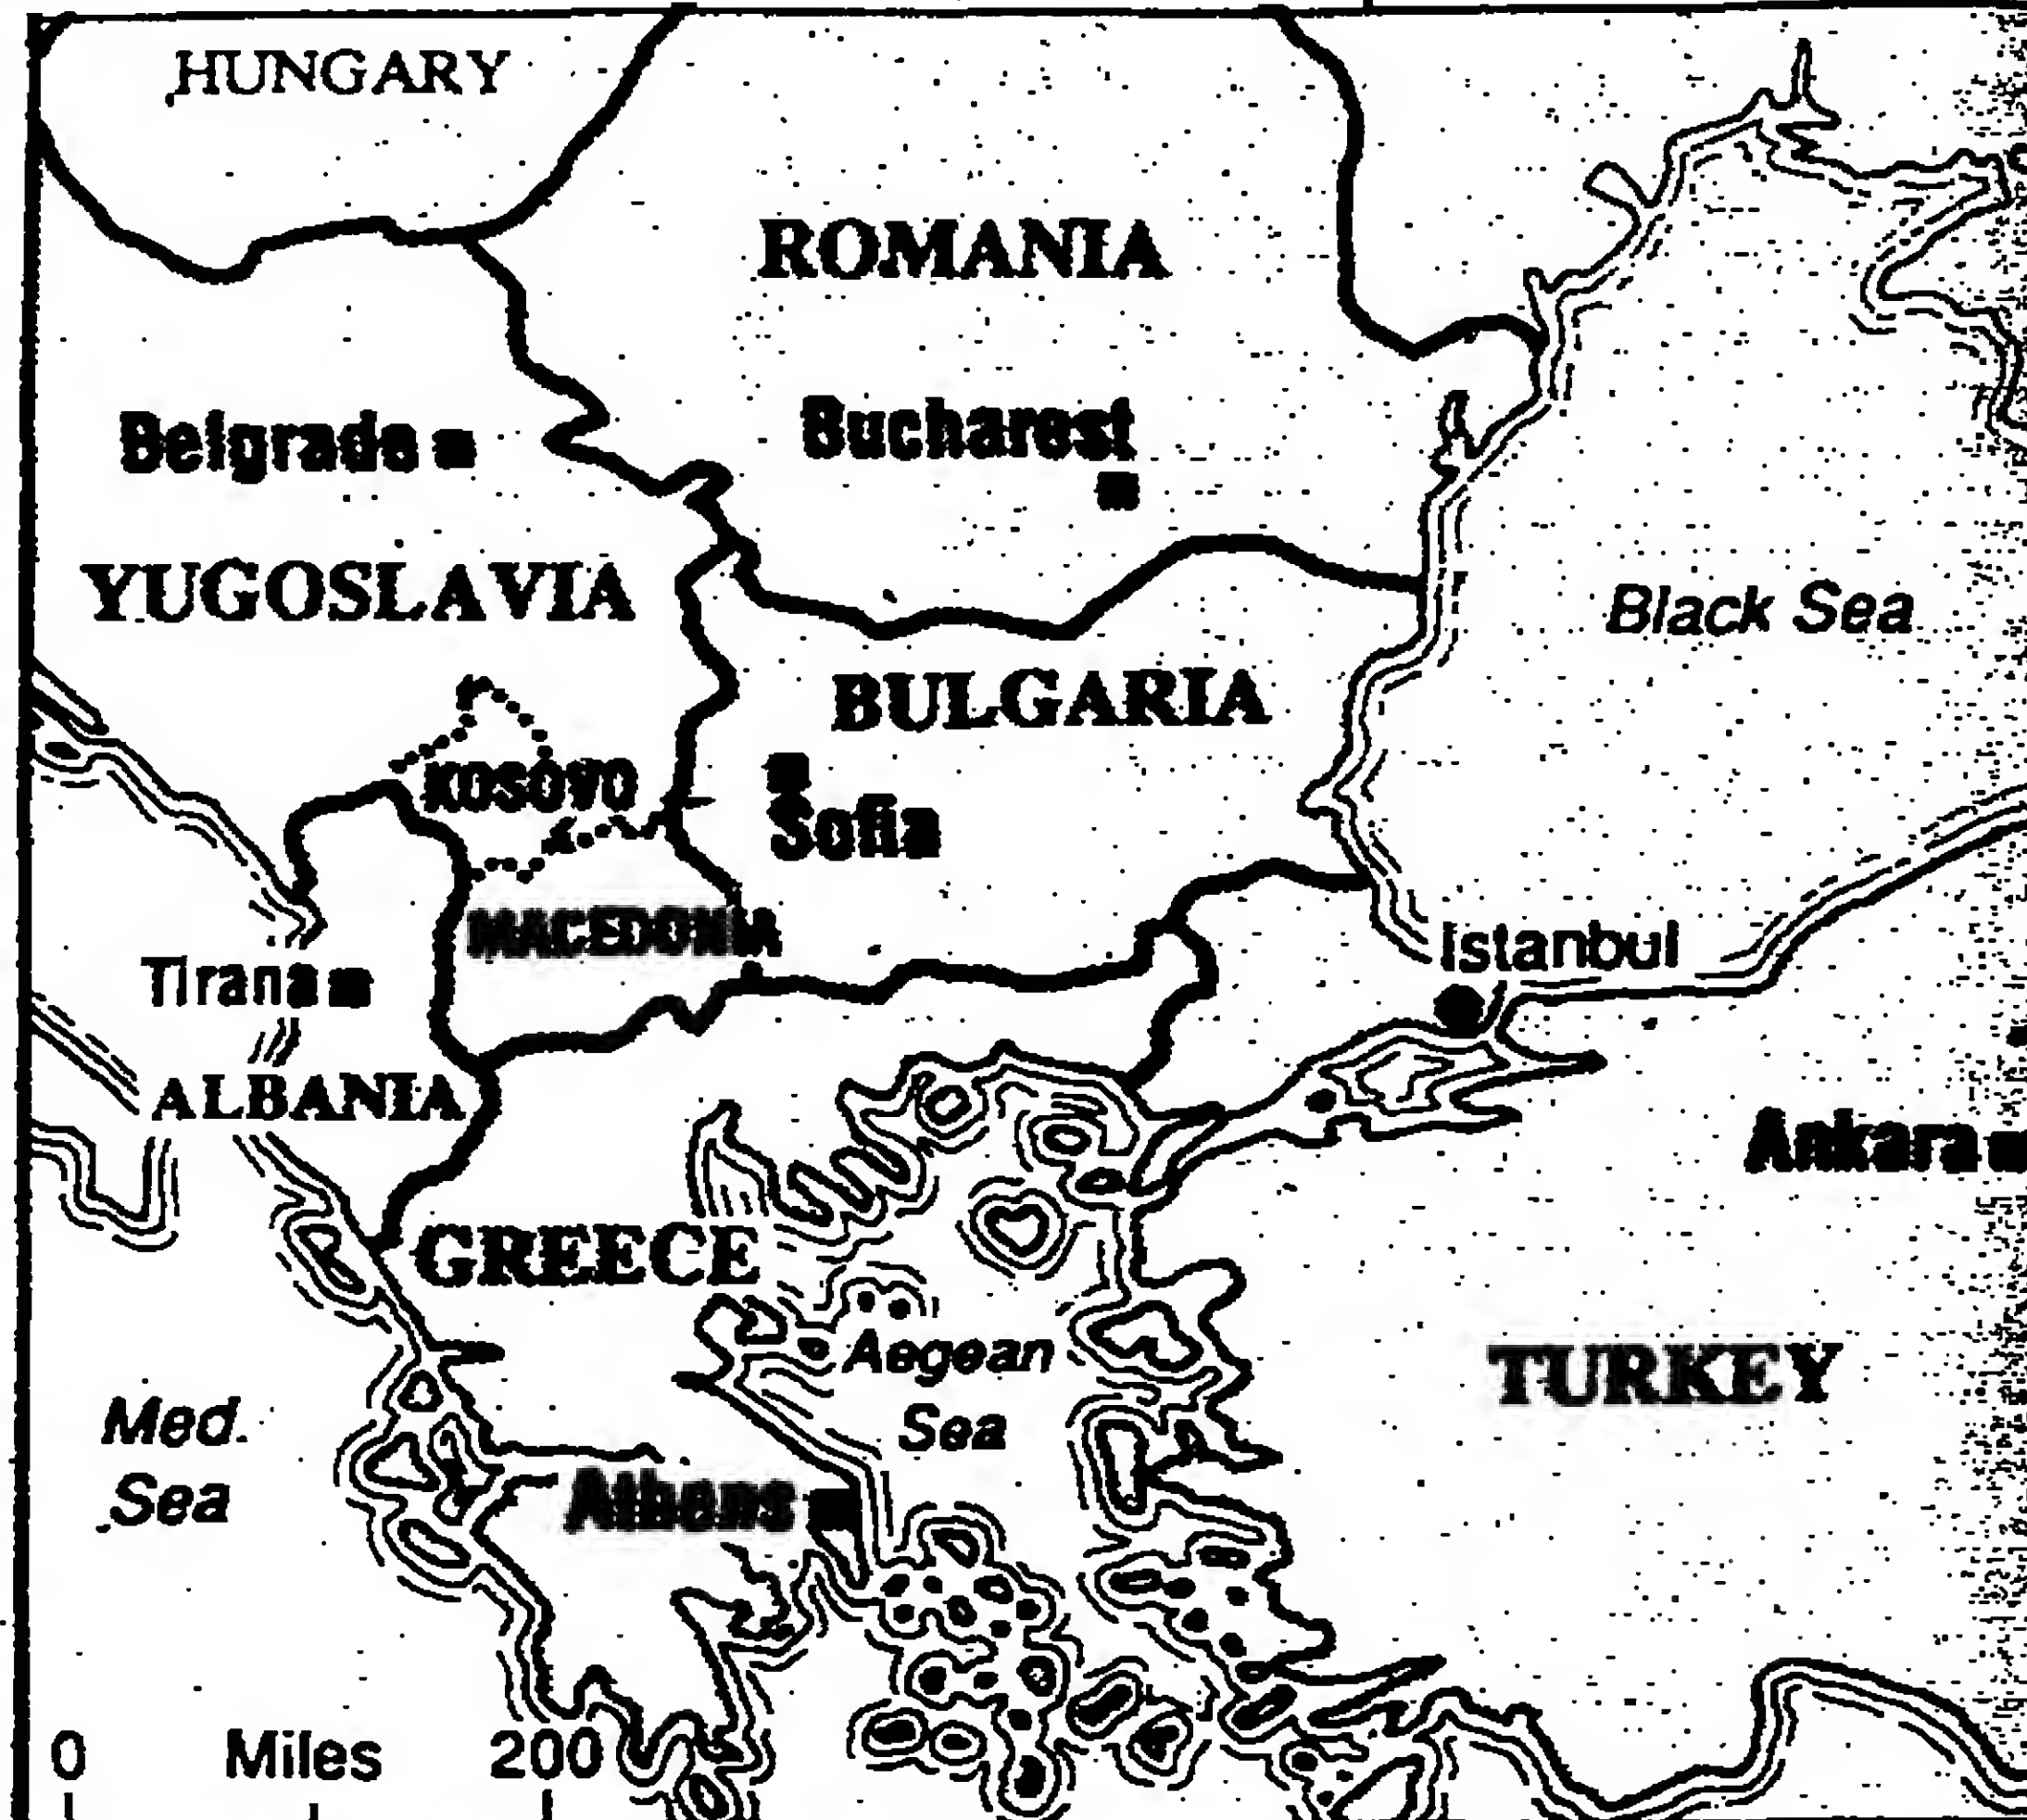 HUNGARY
ROMANIA
Belgrade
Bucharest
YUGOSLAVIA
Black Sea
BULGARIA
KOSOVO
Sofia
MACEDONIA
Istanbul
Tirana
ALBANIA
Ankara
GREECE
Aegean
Sea
TURKEY
Med.
Sea
Athens
0 Miles 200